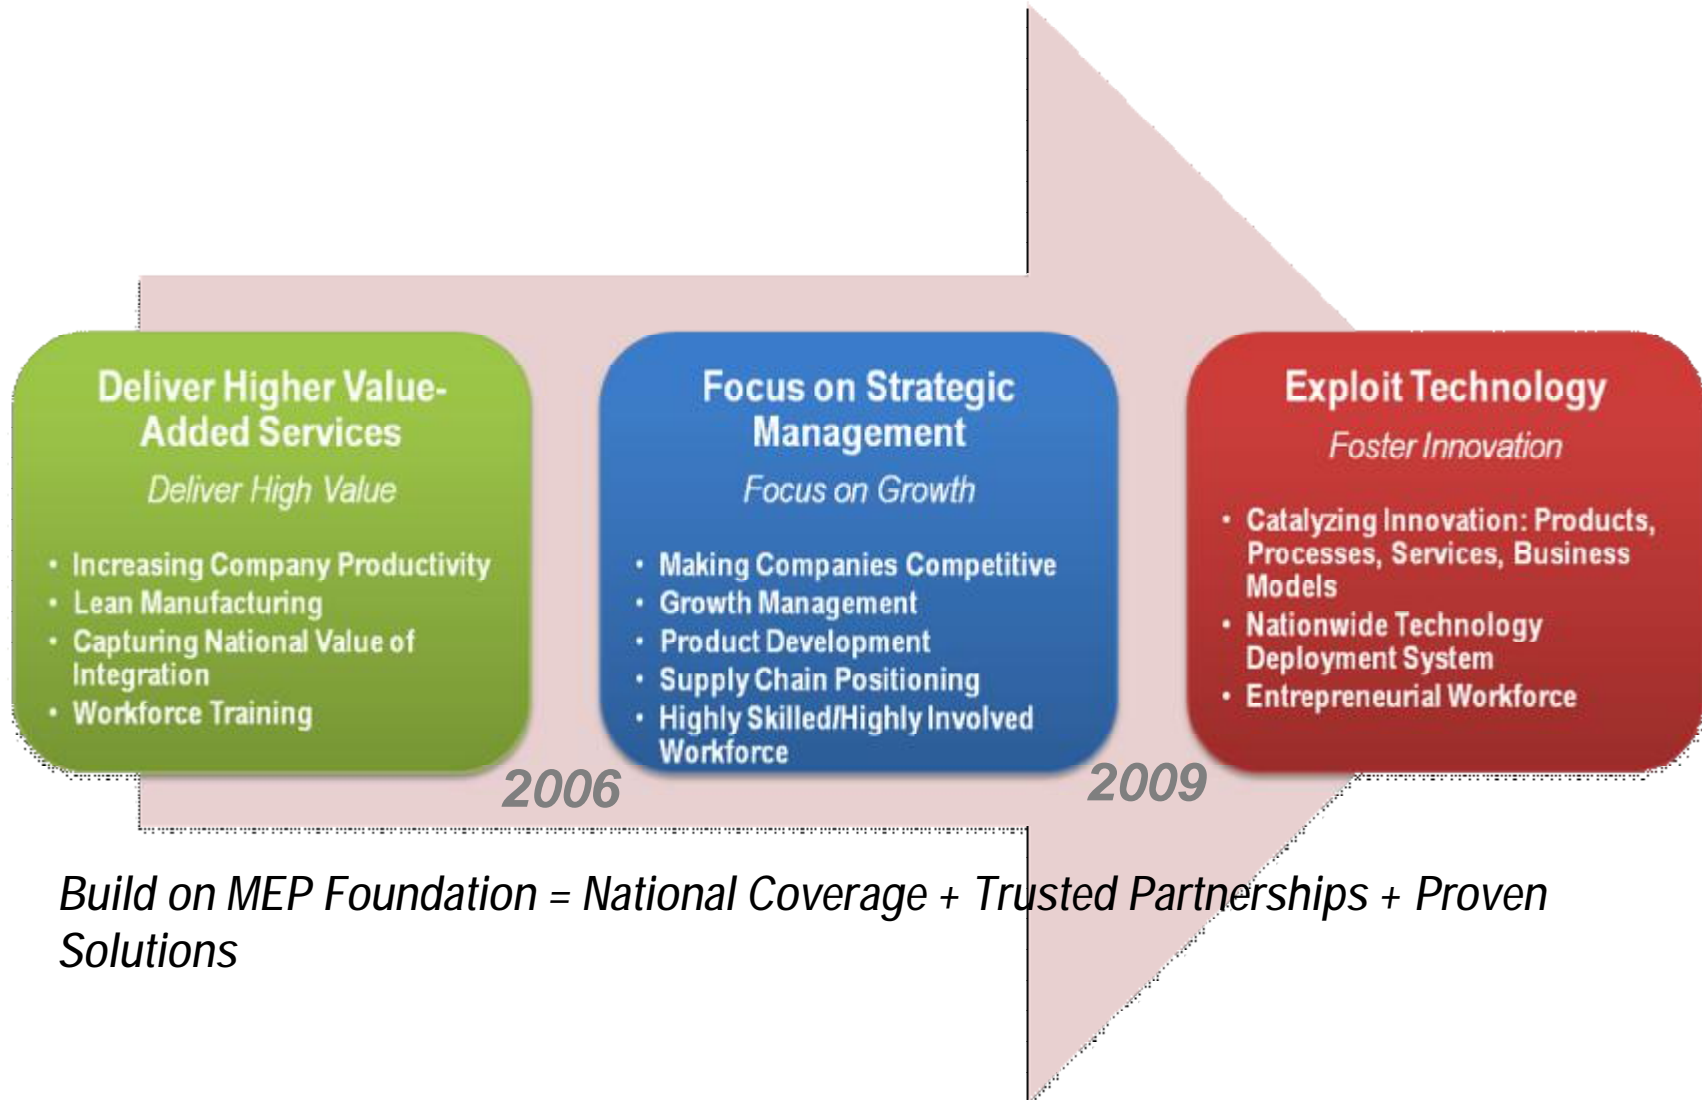 Deliver Higher Value-
Added Services
Deliver High Value
• Increasing Company Productivity
• Lean Manufacturing
• Capturing National Value of
Integration
• Workforce Training
Focus on Strategic
Management
Focus on Growth
• Making Companies Competitive
• Growth Management
• Product Development
• Supply Chain Positioning
• Highly Skilled/Highly Involved
Workforce
Exploit Technology
Foster Innovation
• Catalyzing Innovation: Products,
Processes, Services, Business
Models
• Nationwide Technology
Deployment System
• Entrepreneurial Workforce
2006
2009
Build on MEP Foundation = National Coverage + Trusted Partnerships + Proven
Solutions